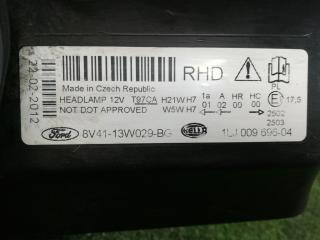 22-02-2012
RHD
Made in Czech Republic
HEADLAMP 12V T97CA H21W H7
NOT DOT APPROVED W5W H7
1a A HR HC
01 02 00 00
PL
E 17,5
2502
2503
Ford 8V41-13W029-BG HELLA 009 696-04